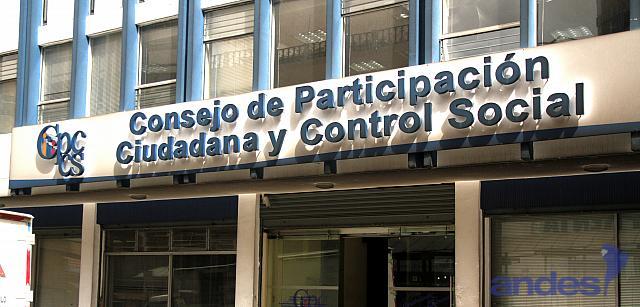 Consejo de Participación
Ciudadana y Control Social
cpc
cs
andes